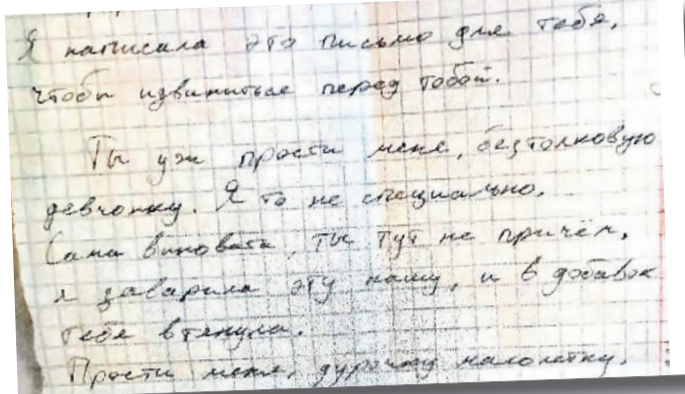 Я написала это письмо для тебя,
чтобы извиниться перед тобой.
Ты уж прости меня, безтолковую
девчонку. Я то не специально.
Сама виновата, ты тут не причём,
я заварила эту кашу, и в добавок
тебя втянула.
Прости меня, дурочку малолетку.